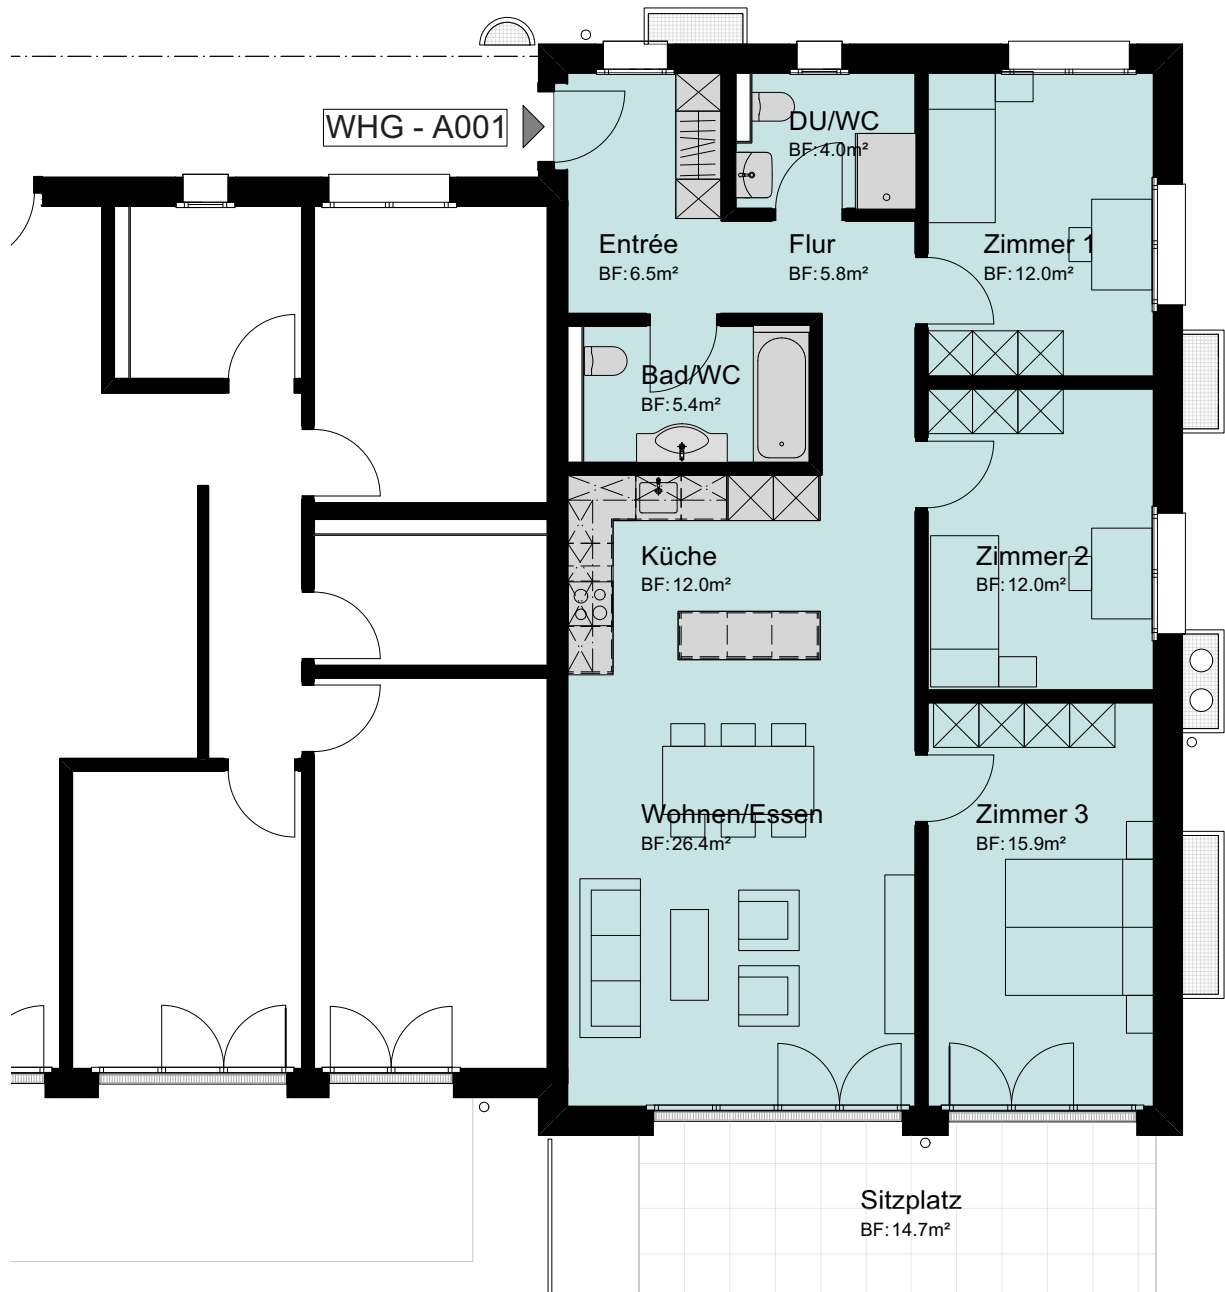 WHG - A001
DU/WC
BF: 4.0m²
Entrée
BF: 6.5m²
Flur
BF: 5.8m²
Zimmer 1
BF: 12.0m²
Bad/WC
BF: 5.4m²
Küche
BF: 12.0m²
Zimmer 2
BF: 12.0m²
Wohnen/Essen
BF: 26.4m²
Zimmer 3
BF: 15.9m²
Sitzplatz
BF: 14.7m²